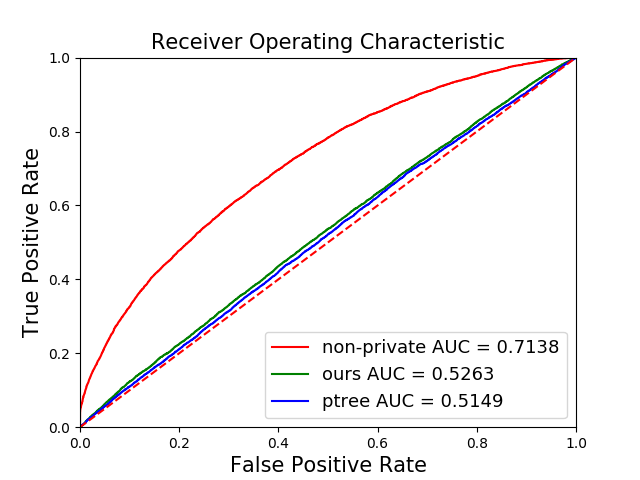 Receiver Operating Characteristic
True Positive Rate
1.0
0.8
0.6
0.4
0.2
0.0
non-private AUC = 0.7138
ours AUC = 0.5263
ptree AUC = 0.5149
0.0 0.2 0.4 0.6 0.8 1.0
False Positive Rate